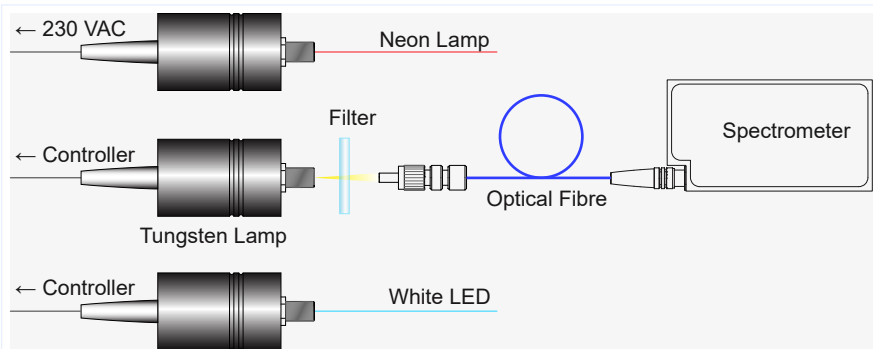 ← 230 VAC
Neon Lamp
Filter
Spectrometer
← Controller
Optical Fibre
Tungsten Lamp
← Controller
White LED